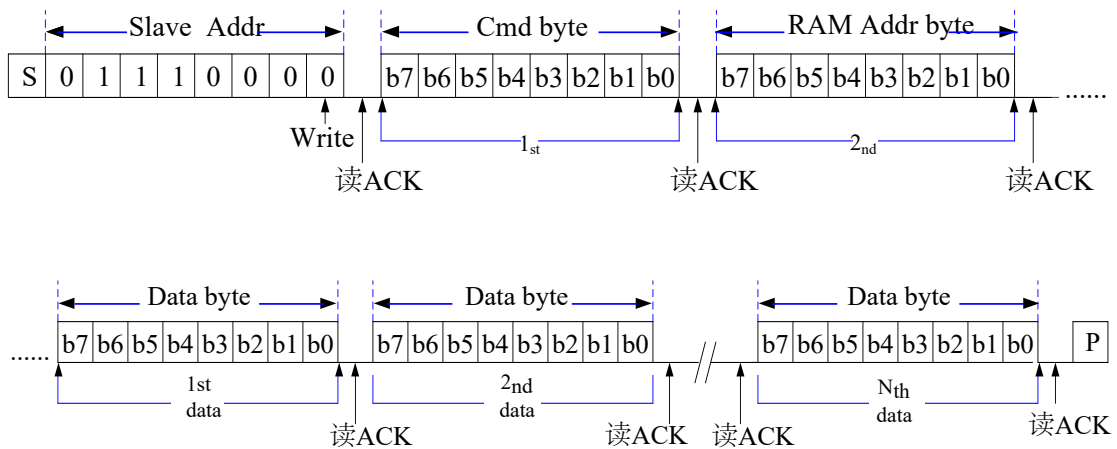 Slave Addr Cmd byte RAM Addr byte
S 0 1 1 1 0 0 0 0 b7 b6 b5 b4 b3 b2 b1 b0 b7 b6 b5 b4 b3 b2 b1 b0 ......
Write 1st 2nd
读ACK 读ACK 读ACK
Data byte Data byte Data byte
...... b7 b6 b5 b4 b3 b2 b1 b0 b7 b6 b5 b4 b3 b2 b1 b0 // b7 b6 b5 b4 b3 b2 b1 b0 P
1st 2nd Nth
data data data
读ACK 读ACK 读ACK 读ACK